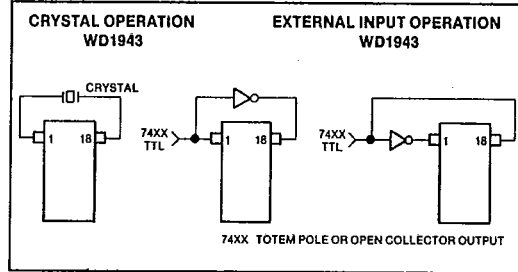 CRYSTAL OPERATION
WD1943
EXTERNAL INPUT OPERATION
WD1943
CRYSTAL
1 18
74XX
TTL
1 18
74XX
TTL
1 18
74XX TOTEM POLE OR OPEN COLLECTOR OUTPUT